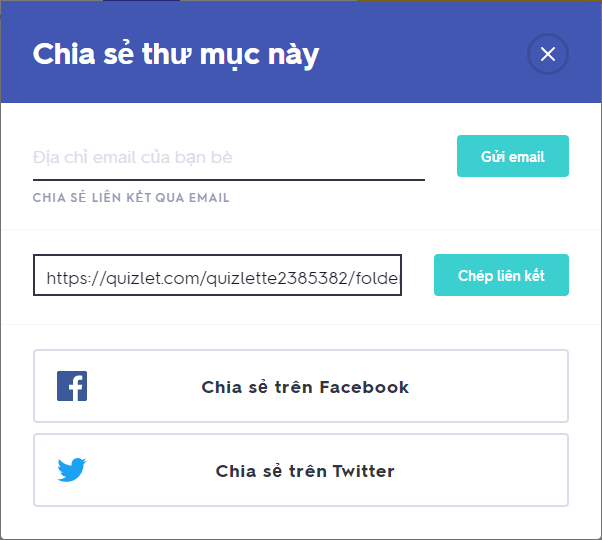 Chia sẻ thư mục này
Địa chỉ email của bạn bè
Gửi email
CHIA SẺ LIÊN KẾT QUA EMAIL
https://quizlet.com/quizlette2385382/folder
Chép liên kết
Chia sẻ trên Facebook
Chia sẻ trên Twitter